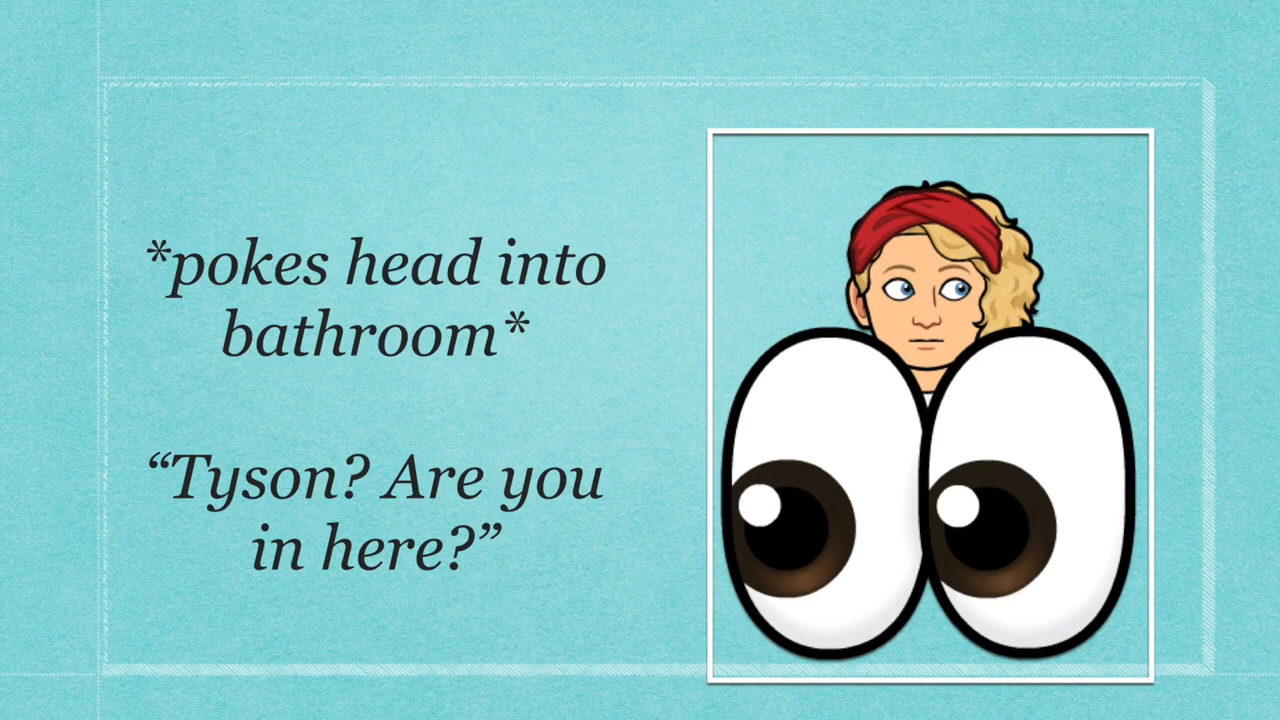 *pokes head into
bathroom*
“Tyson? Are you
in here?”